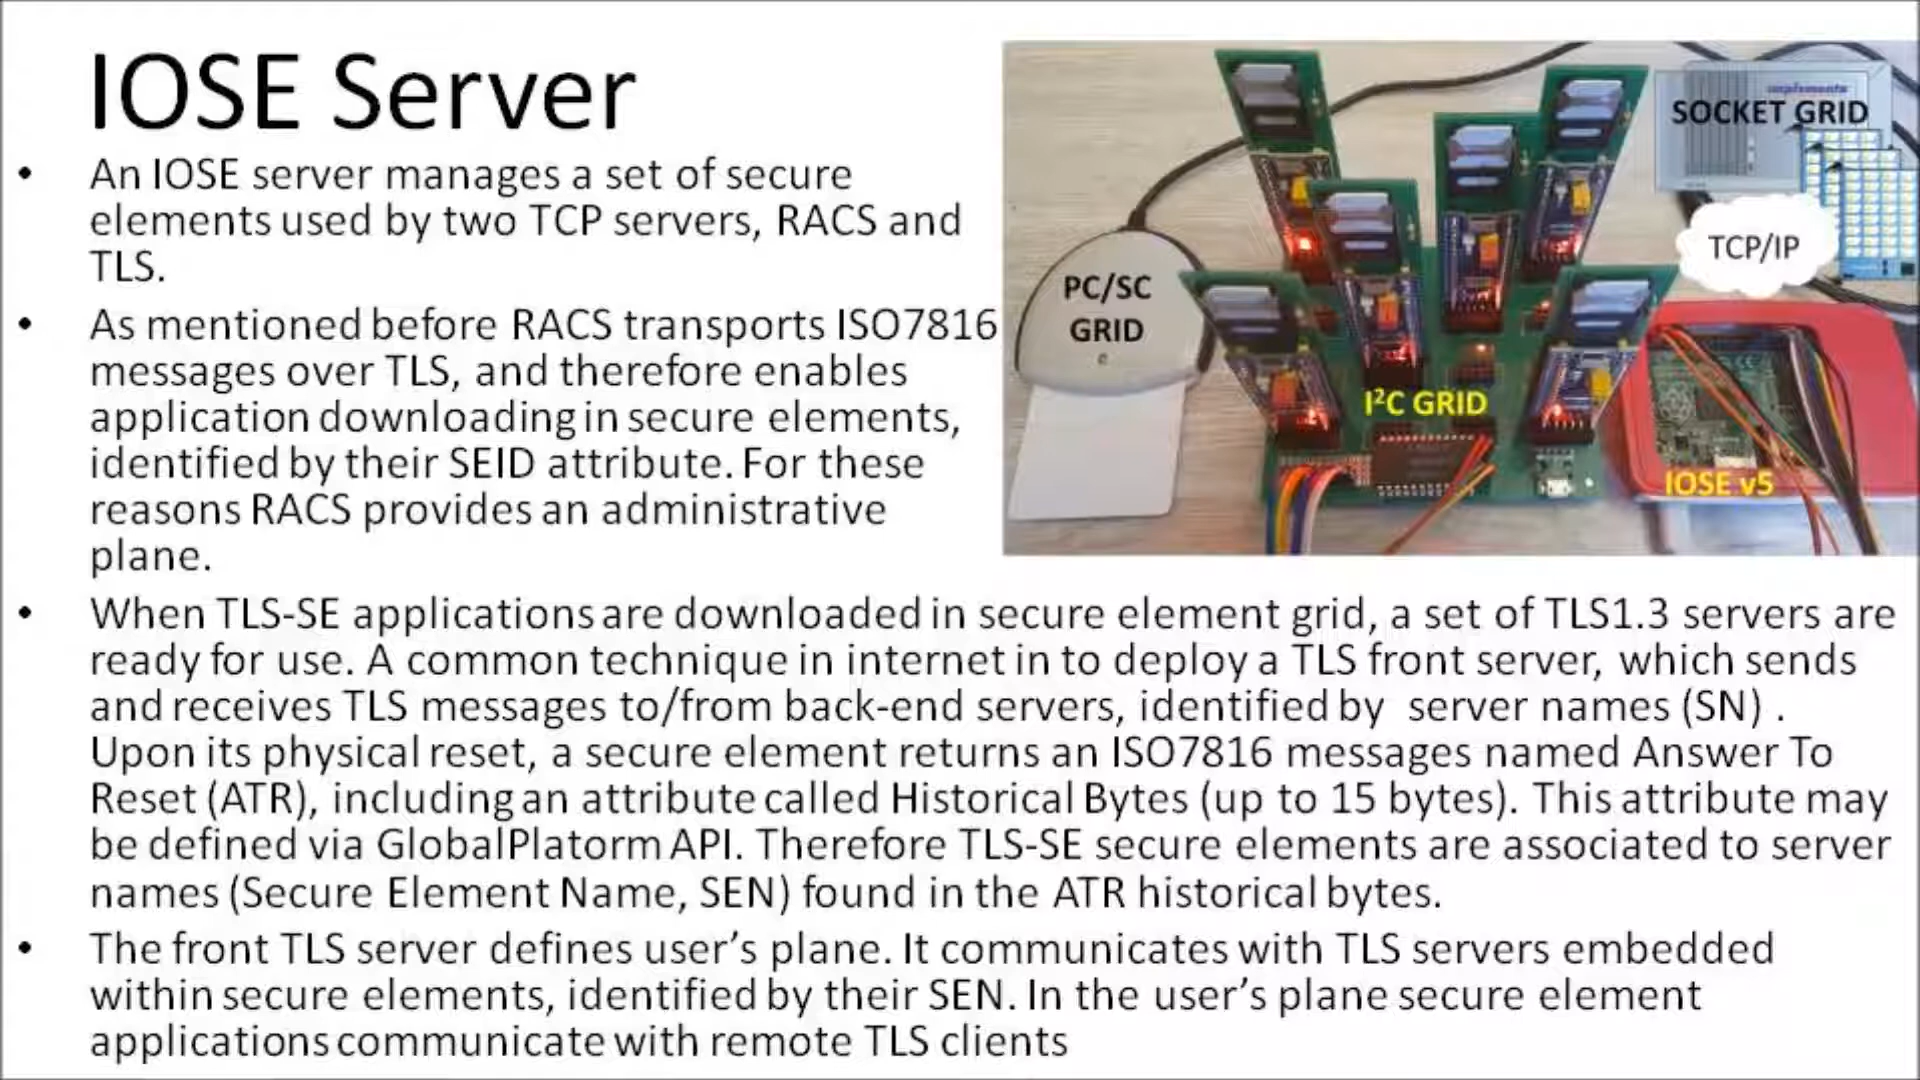 IOSE Server
• An IOSE server manages a set of secure
elements used by two TCP servers, RACS and
TLS.
• As mentioned before RACS transports ISO7816
messages over TLS, and therefore enables
application downloading in secure elements,
identified by their SEID attribute. For these
reasons RACS provides an administrative
plane.
SOCKET GRID
TCP/IP
PC/SC
GRID
I²C GRID
IOSE v5
• When TLS-SE applications are downloaded in secure element grid, a set of TLS1.3 servers are
ready for use. A common technique in internet in to deploy a TLS front server, which sends
and receives TLS messages to/from back-end servers, identified by server names (SN) .
Upon its physical reset, a secure element returns an ISO7816 messages named Answer To
Reset (ATR), including an attribute called Historical Bytes (up to 15 bytes). This attribute may
be defined via GlobalPlatorm API. Therefore TLS-SE secure elements are associated to server
names (Secure Element Name, SEN) found in the ATR historical bytes.
• The front TLS server defines user’s plane. It communicates with TLS servers embedded
within secure elements, identified by their SEN. In the user’s plane secure element
applications communicate with remote TLS clients